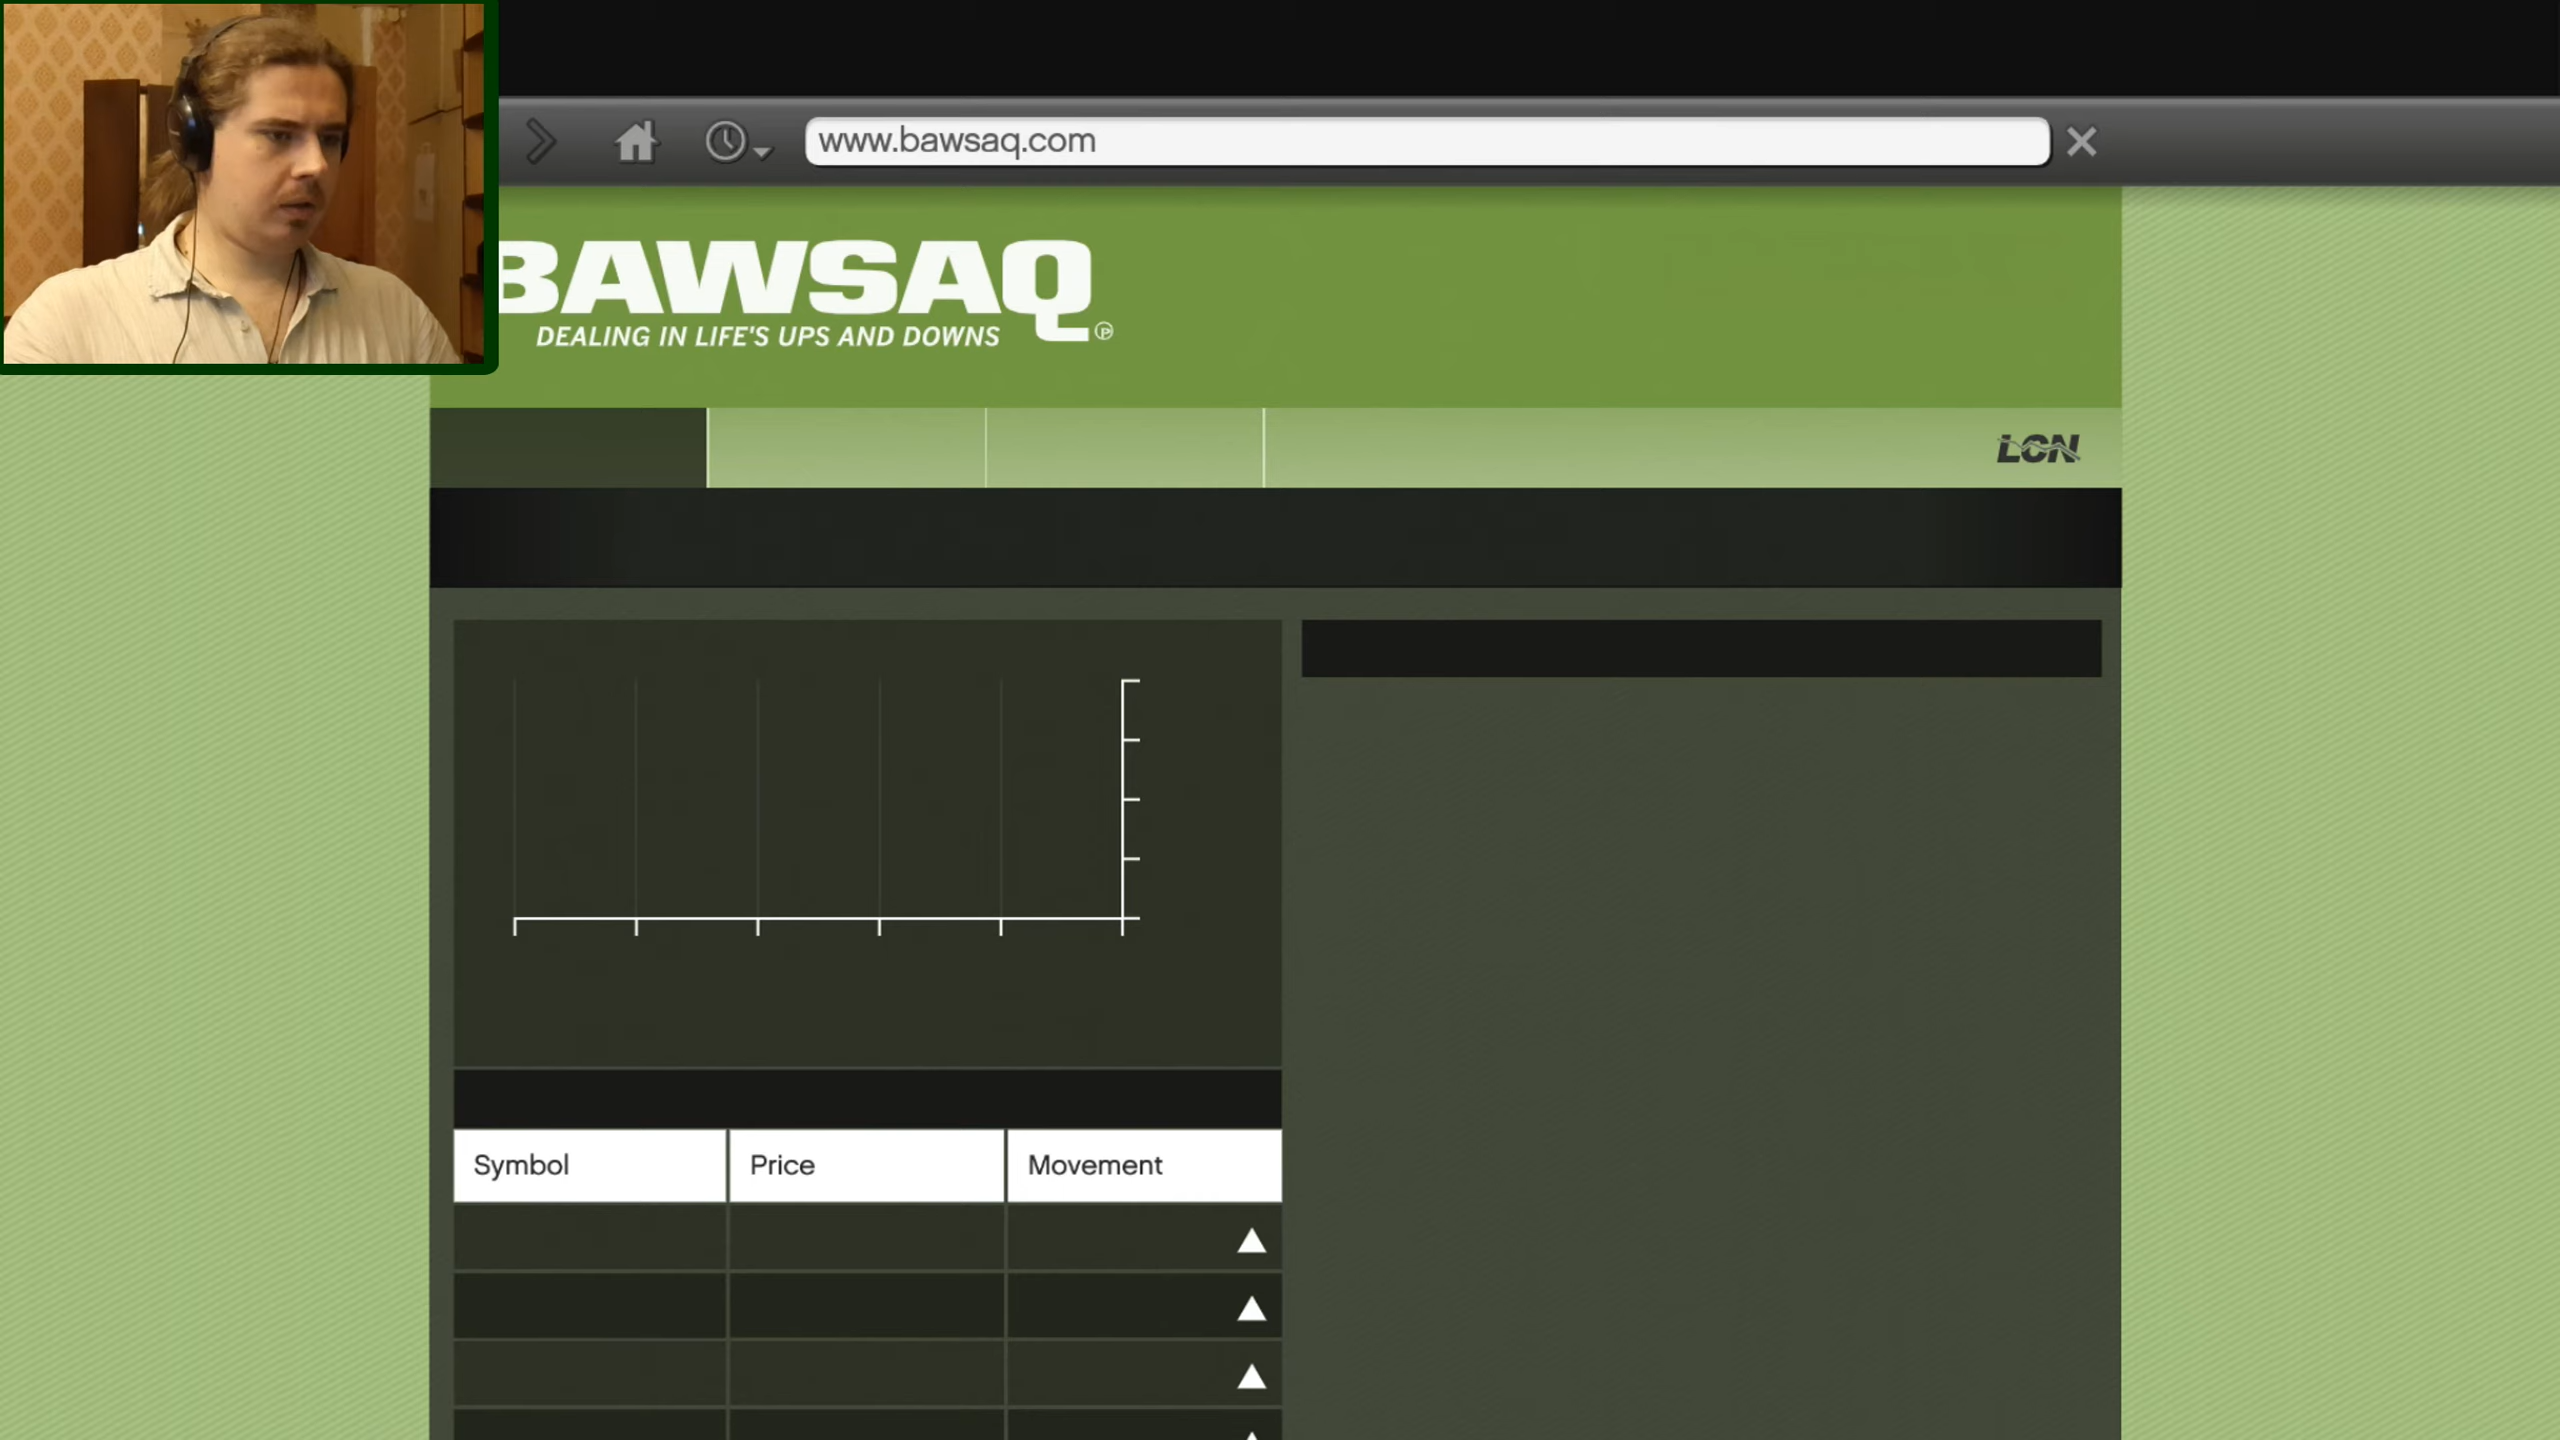 www.bawsaq.com
BAWSAQ
DEALING IN LIFE'S UPS AND DOWNS
LCN
Symbol Price Movement